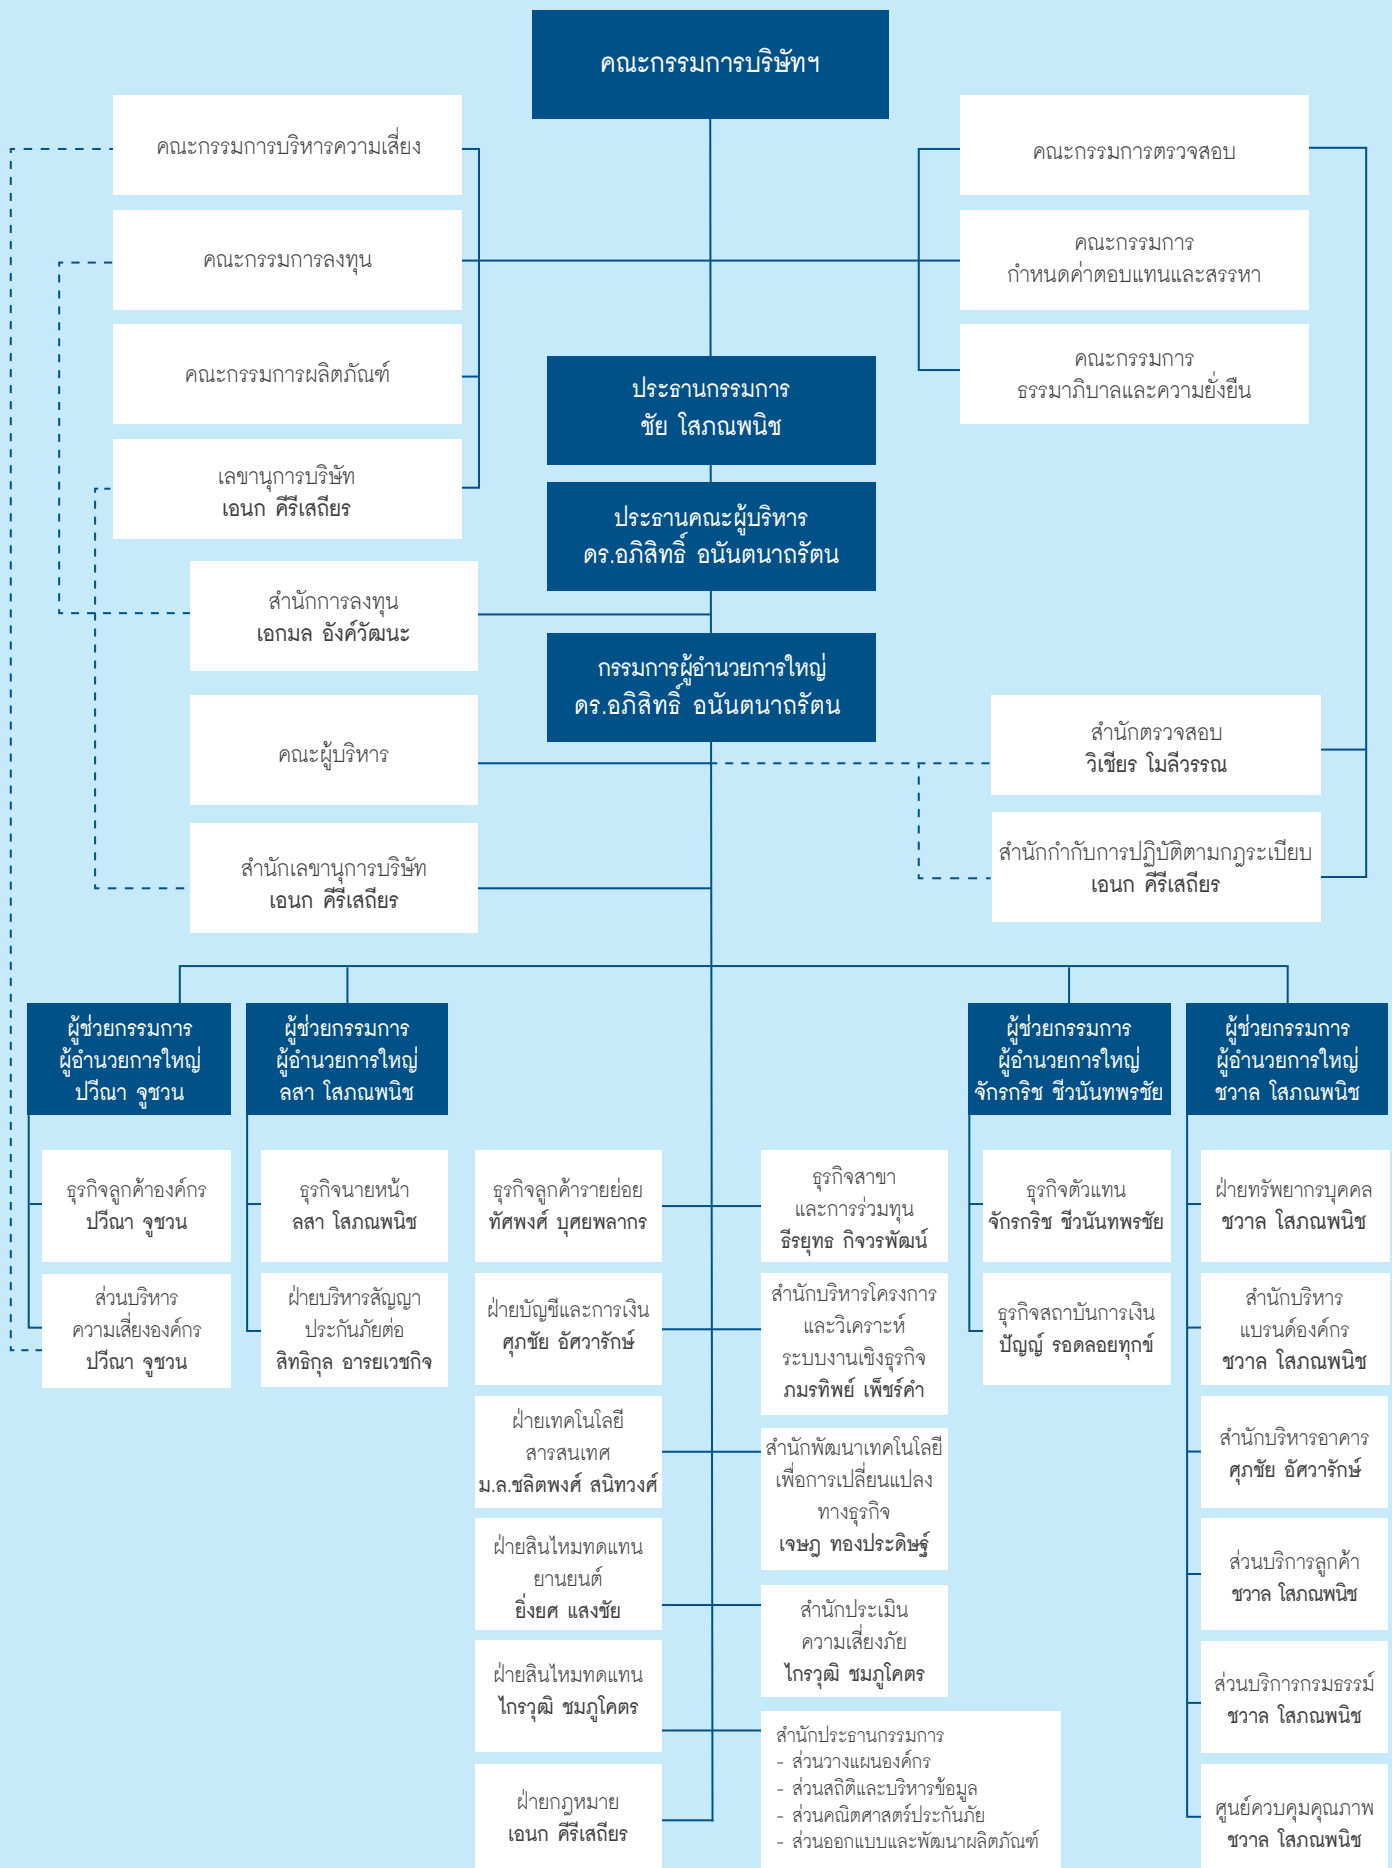 คณะกรรมการบริษัทฯ
คณะกรรมการบริหารความเสี่ยง
คณะกรรมการลงทุน
คณะกรรมการผลิตภัณฑ์
เลขานุการบริษัท
เอนก คีรีเสถียร
คณะกรรมการตรวจสอบ
คณะกรรมการ
กำหนดค่าตอบแทนและสรรหา
คณะกรรมการ
ธรรมาภิบาลและความยั่งยืน
ประธานกรรมการ
ชัย โสภณพนิช
ประธานคณะผู้บริหาร
ดร.อภิสิทธิ์ อนันตนาถรัตน
สำนักการลงทุน
เอกมล อังค์วัฒนะ
กรรมการผู้อำนวยการใหญ่
ดร.อภิสิทธิ์ อนันตนาถรัตน
คณะผู้บริหาร
สำนักเลขานุการบริษัท
เอนก คีรีเสถียร
สำนักตรวจสอบ
วิเชียร โมลีวรรณ
สำนักกำกับการปฏิบัติตามกฎระเบียบ
เอนก คีรีเสถียร
ผู้ช่วยกรรมการ
ผู้อำนวยการใหญ่
ปวีณา จูชวน
ผู้ช่วยกรรมการ
ผู้อำนวยการใหญ่
ลสา โสภณพนิช
ผู้ช่วยกรรมการ
ผู้อำนวยการใหญ่
จักรกริช ชีวนันทพรชัย
ผู้ช่วยกรรมการ
ผู้อำนวยการใหญ่
ชวาล โสภณพนิช
ธุรกิจลูกค้าองค์กร
ปวีณา จูชวน
ส่วนบริหาร
ความเสี่ยงองค์กร
ปวีณา จูชวน
ธุรกิจนายหน้า
ลสา โสภณพนิช
ฝ่ายบริหารสัญญา
ประกันภัยต่อ
สิทธิกุล อารยเวชกิจ
ธุรกิจลูกค้ารายย่อย
ทัศพงศ์ บุศยพลากร
ฝ่ายบัญชีและการเงิน
ศุภชัย อัศวารักษ์
ฝ่ายเทคโนโลยี
สารสนเทศ
ม.ล.ชลิตพงศ์ สนิทวงศ์
ฝ่ายสินไหมทดแทน
ยานยนต์
ยิ่งยศ แสงชัย
ฝ่ายสินไหมทดแทน
ไกรวุฒิ ชมภูโคตร
ฝ่ายกฎหมาย
เอนก คีรีเสถียร
ธุรกิจสาขา
และการร่วมทุน
ธีรยุทธ กิจวรพัฒน์
สำนักบริหารโครงการ
และวิเคราะห์
ระบบงานเชิงธุรกิจ
ภมรทิพย์ เพ็ชร์คำ
สำนักพัฒนาเทคโนโลยี
เพื่อการเปลี่ยนแปลง
ทางธุรกิจ
เจษฎ ทองประดิษฐ์
สำนักประเมิน
ความเสี่ยงภัย
ไกรวุฒิ ชมภูโคตร
สำนักประธานกรรมการ
- ส่วนวางแผนองค์กร
- ส่วนสถิติและบริหารข้อมูล
- ส่วนคณิตศาสตร์ประกันภัย
- ส่วนออกแบบและพัฒนาผลิตภัณฑ์
ธุรกิจตัวแทน
จักรกริช ชีวนันทพรชัย
ธุรกิจสถาบันการเงิน
ปัญญ์ รอดลอยทุกข์
ฝ่ายทรัพยากรบุคคล
ชวาล โสภณพนิช
สำนักบริหาร
แบรนด์องค์กร
ชวาล โสภณพนิช
สำนักบริหารอาคาร
ศุภชัย อัศวารักษ์
ส่วนบริการลูกค้า
ชวาล โสภณพนิช
ส่วนบริการกรมธรรม์
ชวาล โสภณพนิช
ศูนย์ควบคุมคุณภาพ
ชวาล โสภณพนิช